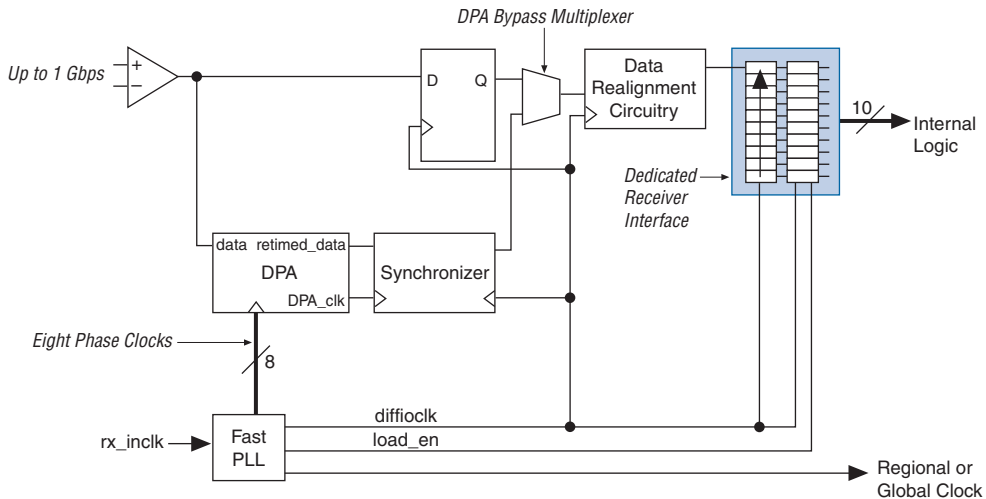 DPA Bypass Multiplexer
Up to 1 Gbps
+
−
D
Q
Data
Realignment
Circuitry
10
Internal
Logic
Dedicated
Receiver
Interface
data
retimed_data
DPA
DPA_clk
Synchronizer
Eight Phase Clocks
8
rx_inclk
Fast
PLL
diffioclk
load_en
Regional or
Global Clock